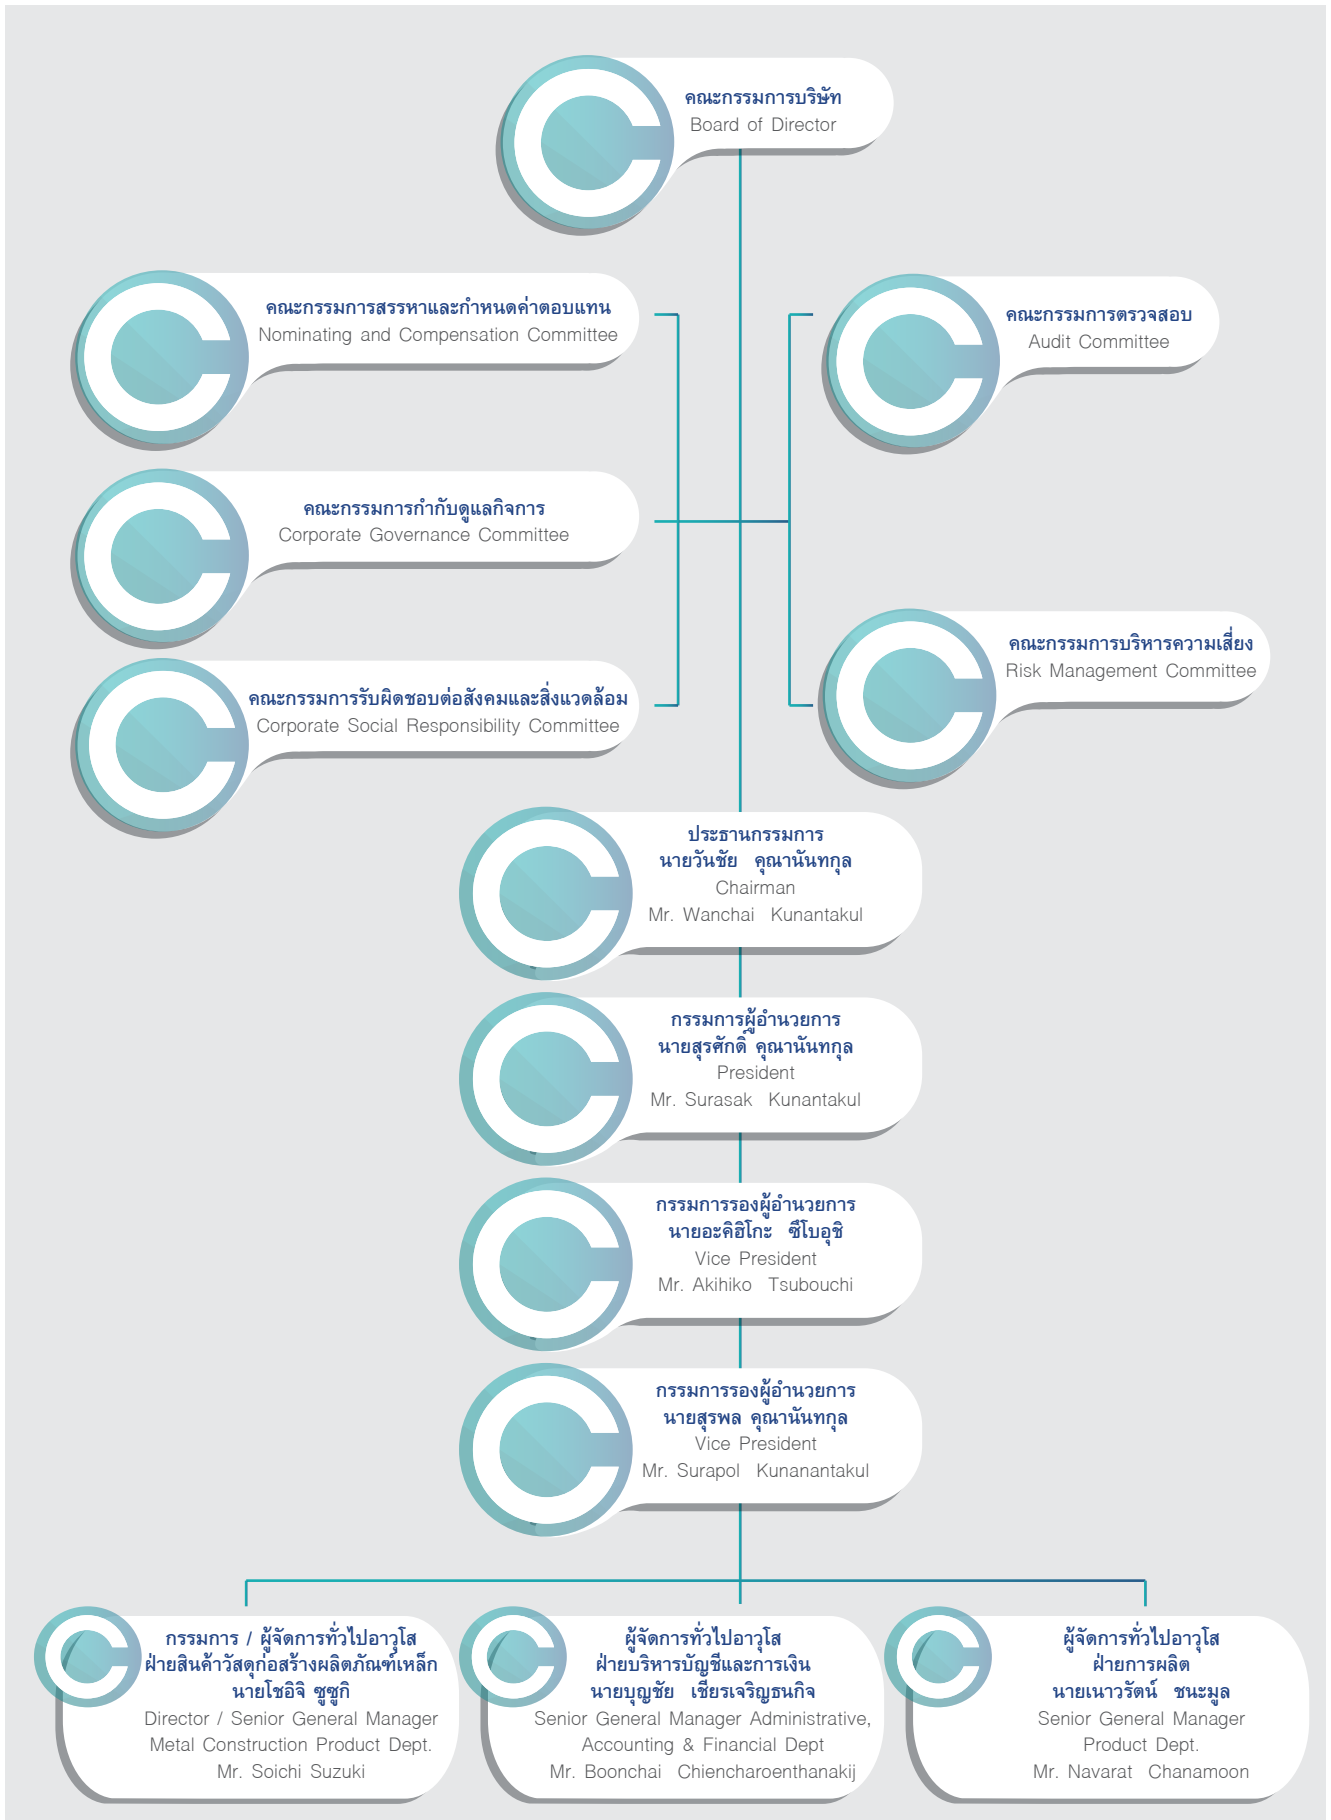 คณะกรรมการบริษัท
Board of Director
คณะกรรมการสรรหาและกำหนดค่าตอบแทน
Nominating and Compensation Committee
คณะกรรมการตรวจสอบ
Audit Committee
คณะกรรมการกำกับดูแลกิจการ
Corporate Governance Committee
คณะกรรมการบริหารความเสี่ยง
Risk Management Committee
คณะกรรมการรับผิดชอบต่อสังคมและสิ่งแวดล้อม
Corporate Social Responsibility Committee
ประธานกรรมการ
นายวันชัย คุณานันทกุล
Chairman
Mr. Wanchai Kunantakul
กรรมการผู้อำนวยการ
นายสุรศักดิ์ คุณานันทกุล
President
Mr. Surasak Kunantakul
กรรมการรองผู้อำนวยการ
นายอะคิฮิโกะ ซึโบอุชิ
Vice President
Mr. Akihiko Tsubouchi
กรรมการรองผู้อำนวยการ
นายสุรพล คุณานันทกุล
Vice President
Mr. Surapol Kunanantakul
กรรมการ / ผู้จัดการทั่วไปอาวุโส
ฝ่ายสินค้าวัสดุก่อสร้างผลิตภัณฑ์เหล็ก
นายโซอิจิ ซูซูกิ
Director / Senior General Manager
Metal Construction Product Dept.
Mr. Soichi Suzuki
ผู้จัดการทั่วไปอาวุโส
ฝ่ายบริหารบัญชีและการเงิน
นายบุญชัย เชียรเจริญธนกิจ
Senior General Manager Administrative,
Accounting & Financial Dept
Mr. Boonchai Chiencharoenthanakij
ผู้จัดการทั่วไปอาวุโส
ฝ่ายการผลิต
นายเนาวรัตน์ ชนะมูล
Senior General Manager
Product Dept.
Mr. Navarat Chanamoon